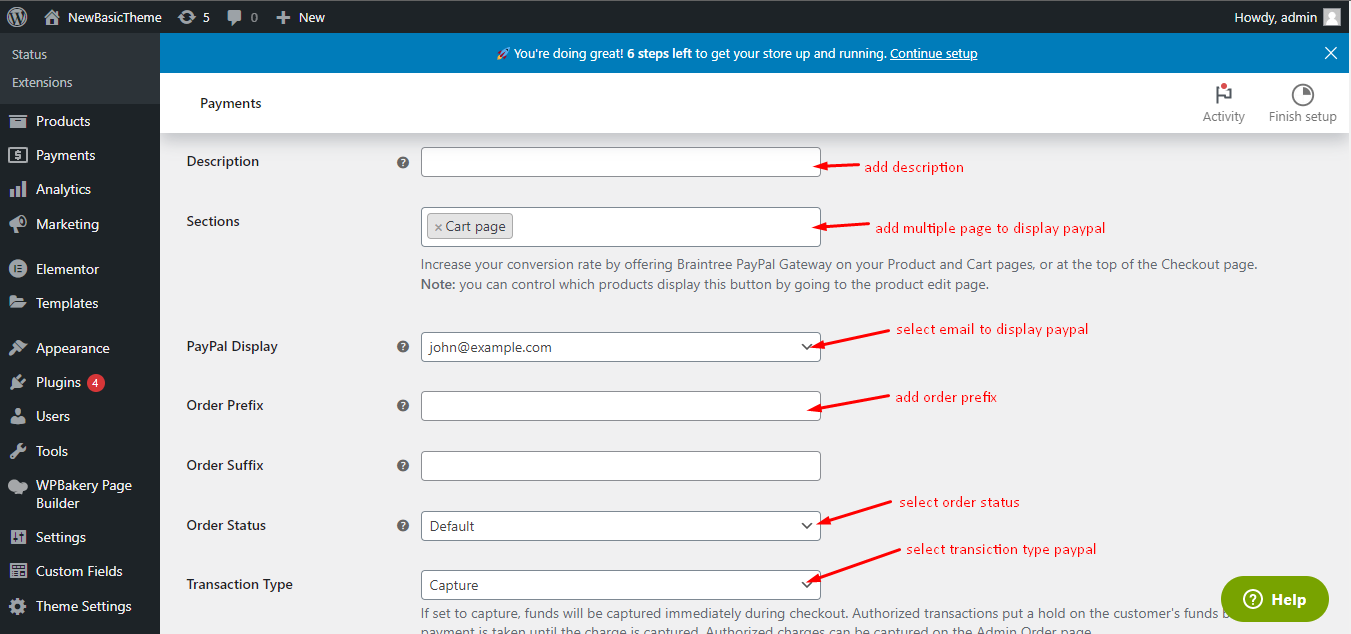 NewBasicTheme 5 0 New Howdy, admin
Status
Extensions
Products
Payments
Analytics
Marketing
Elementor
Templates
Appearance
Plugins 4
Users
Tools
WPBakery Page
Builder
Settings
Custom Fields
Theme Settings
🚀 You're doing great! 6 steps left to get your store up and running. Continue setup
Payments
Activity
Finish setup
Description
add description
Sections
× Cart page
add multiple page to display paypal
Increase your conversion rate by offering Braintree PayPal Gateway on your Product and Cart pages, or at the top of the Checkout page.
Note: you can control which products display this button by going to the product edit page.
select email to display paypal
PayPal Display
john@example.com
add order prefix
Order Prefix
Order Suffix
select order status
Order Status
Default
select transiction type paypal
Transaction Type
Capture
If set to capture, funds will be captured immediately during checkout. Authorized transactions put a hold on the customer's funds
payment is taken until the charge is captured. Authorized charges can be captured on the Admin Order page.
Help